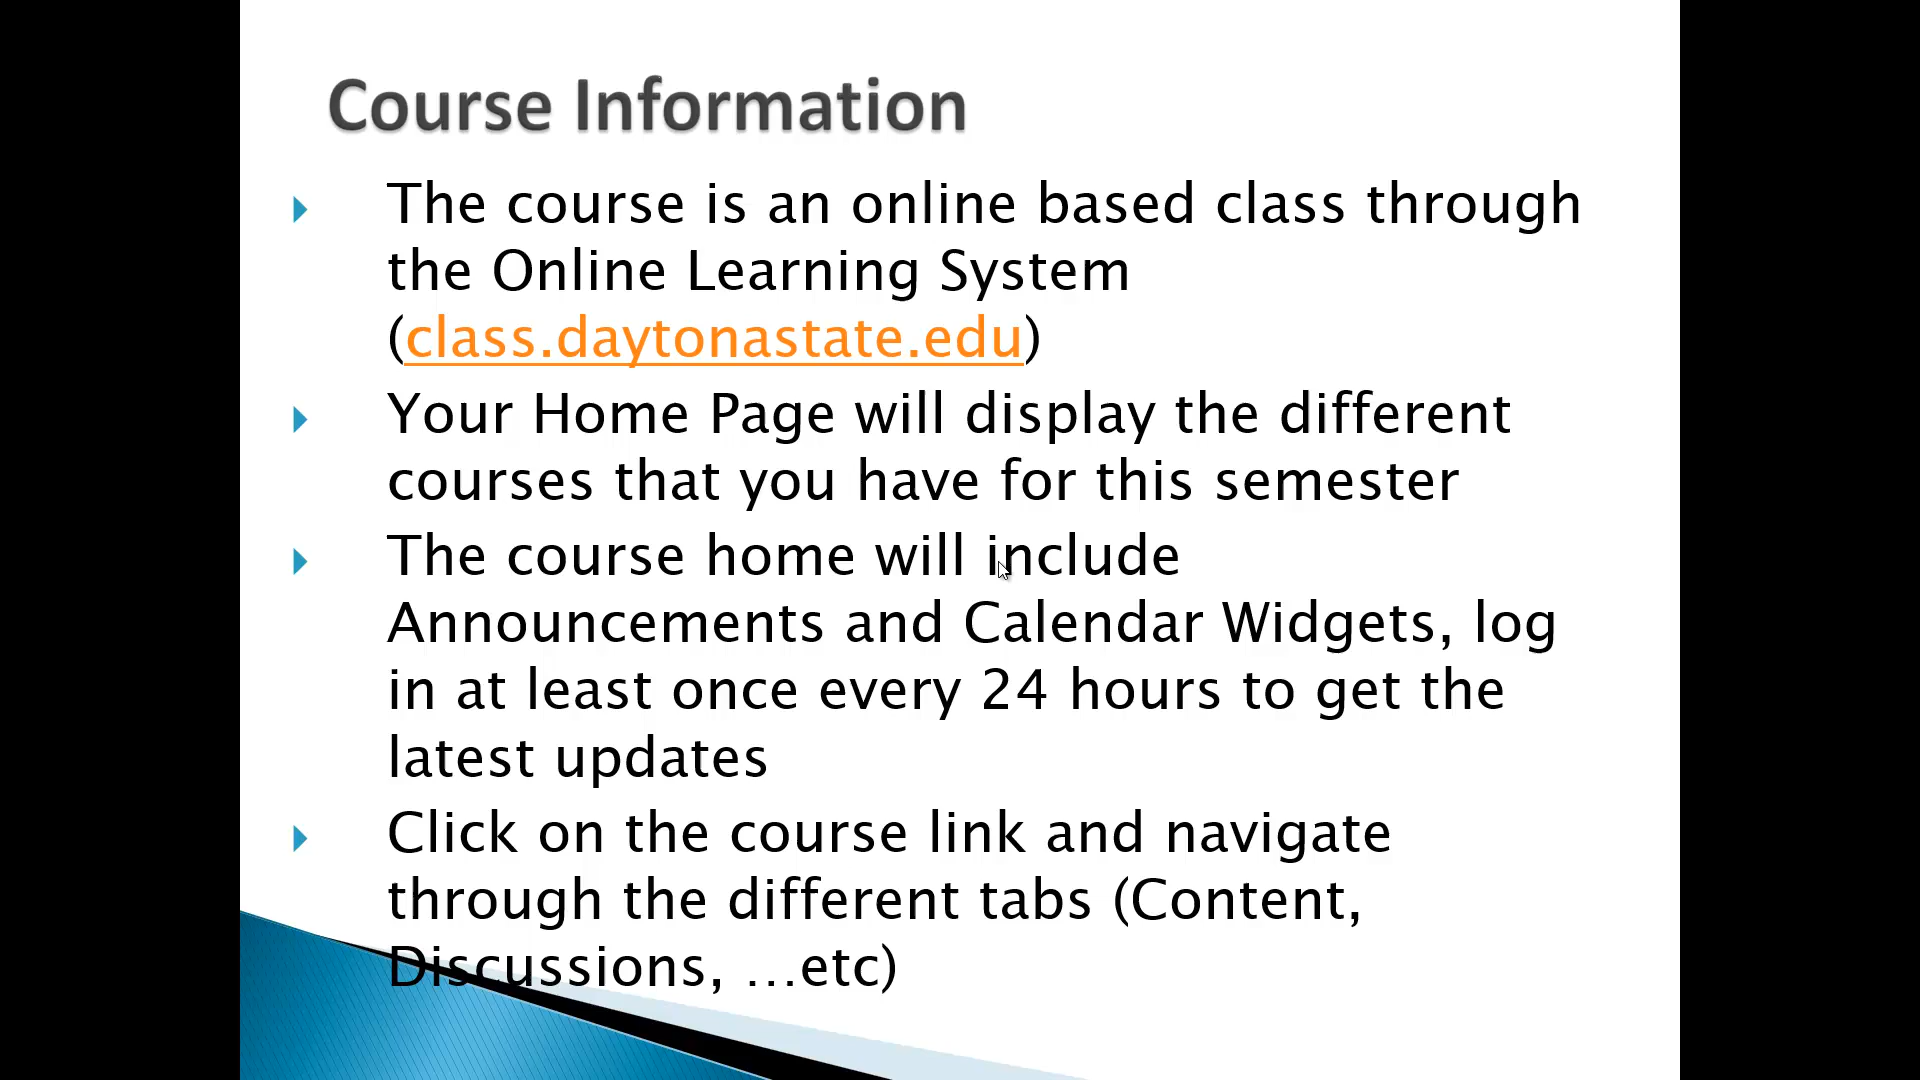 Course Information
The course is an online based class through
the Online Learning System
(class.daytonastate.edu)
Your Home Page will display the different
courses that you have for this semester
The course home will include
Announcements and Calendar Widgets, log
in at least once every 24 hours to get the
latest updates
Click on the course link and navigate
through the different tabs (Content,
Discussions, …etc)